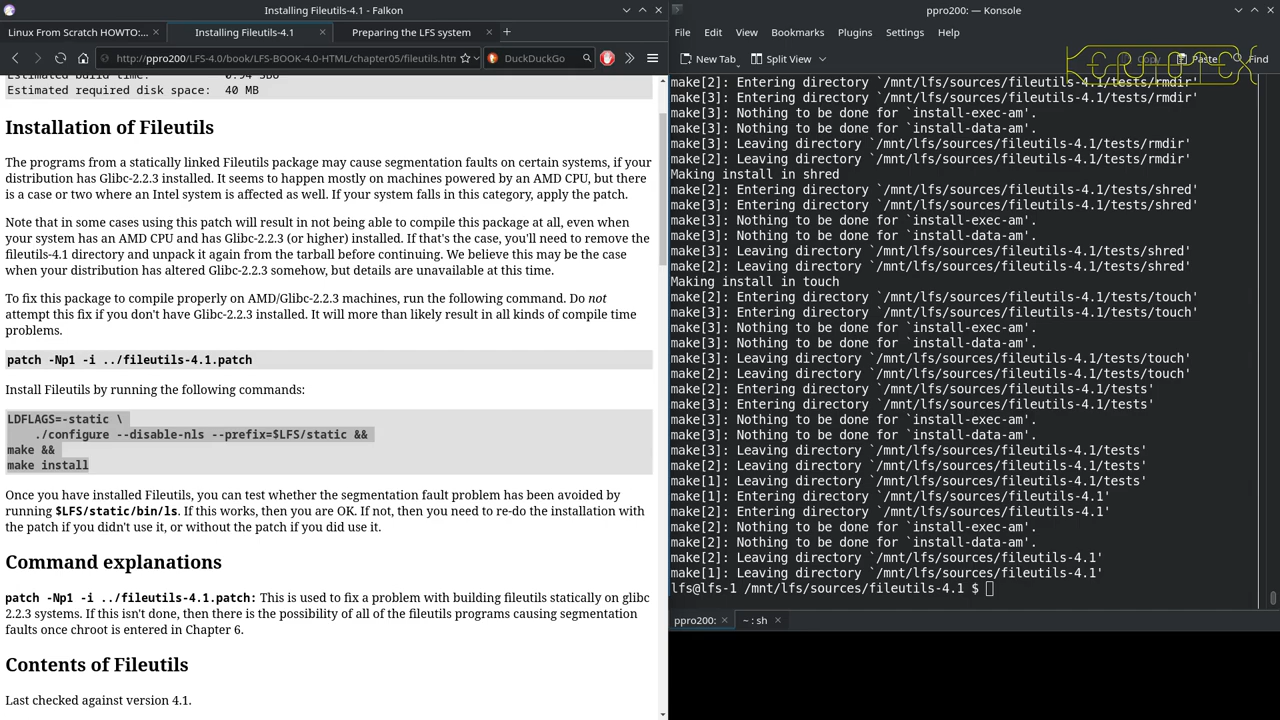 Installing Fileutils-4.1 - Falkon
Linux From Scratch HOWTO:...
Installing Fileutils-4.1
Preparing the LFS system
http://ppro200/LFS-4.0/book/LFS-BOOK-4.0-HTML/chapter05/fileutils.htm
DuckDuckGo
Estimated build time: 0.94 SBU
Estimated required disk space: 40 MB
Installation of Fileutils
The programs from a statically linked Fileutils package may cause segmentation faults on certain systems, if your
distribution has Glibc-2.2.3 installed. It seems to happen mostly on machines powered by an AMD CPU, but there
is a case or two where an Intel system is affected as well. If your system falls in this category, apply the patch.
Note that in some cases using this patch will result in not being able to compile this package at all, even when
your system has an AMD CPU and has Glibc-2.2.3 (or higher) installed. If that's the case, you'll need to remove the
fileutils-4.1 directory and unpack it again from the tarball before continuing. We believe this may be the case
when your distribution has altered Glibc-2.2.3 somehow, but details are unavailable at this time.
To fix this package to compile properly on AMD/Glibc-2.2.3 machines, run the following command. Do not
attempt this fix if you don't have Glibc-2.2.3 installed. It will more than likely result in all kinds of compile time
problems.
patch -Np1 -i ../fileutils-4.1.patch
Install Fileutils by running the following commands:
LDFLAGS=-static \
./configure --disable-nls --prefix=$LFS/static &&
make &&
make install
Once you have installed Fileutils, you can test whether the segmentation fault problem has been avoided by
running $LFS/static/bin/ls. If this works, then you are OK. If not, then you need to re-do the installation with
the patch if you didn't use it, or without the patch if you did use it.
Command explanations
patch -Np1 -i ../fileutils-4.1.patch: This is used to fix a problem with building fileutils statically on glibc
2.2.3 systems. If this isn't done, then there is the possibility of all of the fileutils programs causing segmentation
faults once chroot is entered in Chapter 6.
Contents of Fileutils
Last checked against version 4.1.
ppro200: — Konsole
File Edit View Bookmarks Plugins Settings Help
New Tab Split View Copy Paste Find
make[2]: Entering directory `/mnt/lfs/sources/fileutils-4.1/tests/rmdir'
make[3]: Entering directory `/mnt/lfs/sources/fileutils-4.1/tests/rmdir'
make[3]: Nothing to be done for `install-exec-am'.
make[3]: Nothing to be done for `install-data-am'.
make[3]: Leaving directory `/mnt/lfs/sources/fileutils-4.1/tests/rmdir'
make[2]: Leaving directory `/mnt/lfs/sources/fileutils-4.1/tests/rmdir'
Making install in shred
make[2]: Entering directory `/mnt/lfs/sources/fileutils-4.1/tests/shred'
make[3]: Entering directory `/mnt/lfs/sources/fileutils-4.1/tests/shred'
make[3]: Nothing to be done for `install-exec-am'.
make[3]: Nothing to be done for `install-data-am'.
make[3]: Leaving directory `/mnt/lfs/sources/fileutils-4.1/tests/shred'
make[2]: Leaving directory `/mnt/lfs/sources/fileutils-4.1/tests/shred'
Making install in touch
make[2]: Entering directory `/mnt/lfs/sources/fileutils-4.1/tests/touch'
make[3]: Entering directory `/mnt/lfs/sources/fileutils-4.1/tests/touch'
make[3]: Nothing to be done for `install-exec-am'.
make[3]: Nothing to be done for `install-data-am'.
make[3]: Leaving directory `/mnt/lfs/sources/fileutils-4.1/tests/touch'
make[2]: Leaving directory `/mnt/lfs/sources/fileutils-4.1/tests/touch'
make[2]: Entering directory `/mnt/lfs/sources/fileutils-4.1/tests'
make[3]: Entering directory `/mnt/lfs/sources/fileutils-4.1/tests'
make[3]: Nothing to be done for `install-exec-am'.
make[3]: Nothing to be done for `install-data-am'.
make[3]: Leaving directory `/mnt/lfs/sources/fileutils-4.1/tests'
make[2]: Leaving directory `/mnt/lfs/sources/fileutils-4.1/tests'
make[1]: Leaving directory `/mnt/lfs/sources/fileutils-4.1/tests'
make[1]: Entering directory `/mnt/lfs/sources/fileutils-4.1'
make[2]: Entering directory `/mnt/lfs/sources/fileutils-4.1'
make[2]: Nothing to be done for `install-exec-am'.
make[2]: Nothing to be done for `install-data-am'.
make[2]: Leaving directory `/mnt/lfs/sources/fileutils-4.1'
make[1]: Leaving directory `/mnt/lfs/sources/fileutils-4.1'
lfs@lfs-1 /mnt/lfs/sources/fileutils-4.1 $
ppro200:
~ : sh